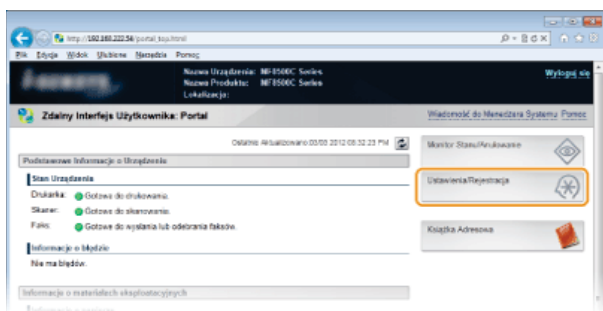 http://192.168.222.54/portal_top.html
Plik Edycja Widok Ulubione Narzędzia Pomoc
Nazwa Urządzenia: MF8500C Series
Nazwa Produktu: MF8500C Series
Lokalizacja:
Wyloguj się
Zdalny Interfejs Użytkownika: Portal
Wiadomość do Menedżera Systemu Pomoc
Ostatnio Aktualizowano 03/03 2012 08:32:23 PM
Podstawowe Informacje o Urządzeniu
Stan Urządzenia
Drukarka: Gotowe do drukowania.
Skaner: Gotowe do skanowania.
Faks: Gotowe do wysłania lub odebrania faksów.
Informacje o błędzie
Nie ma błędów.
Informacje o materiałach eksploatacyjnych
Monitor Stanu/Anulowanie
Ustawienia/Rejestracja
Książka Adresowa